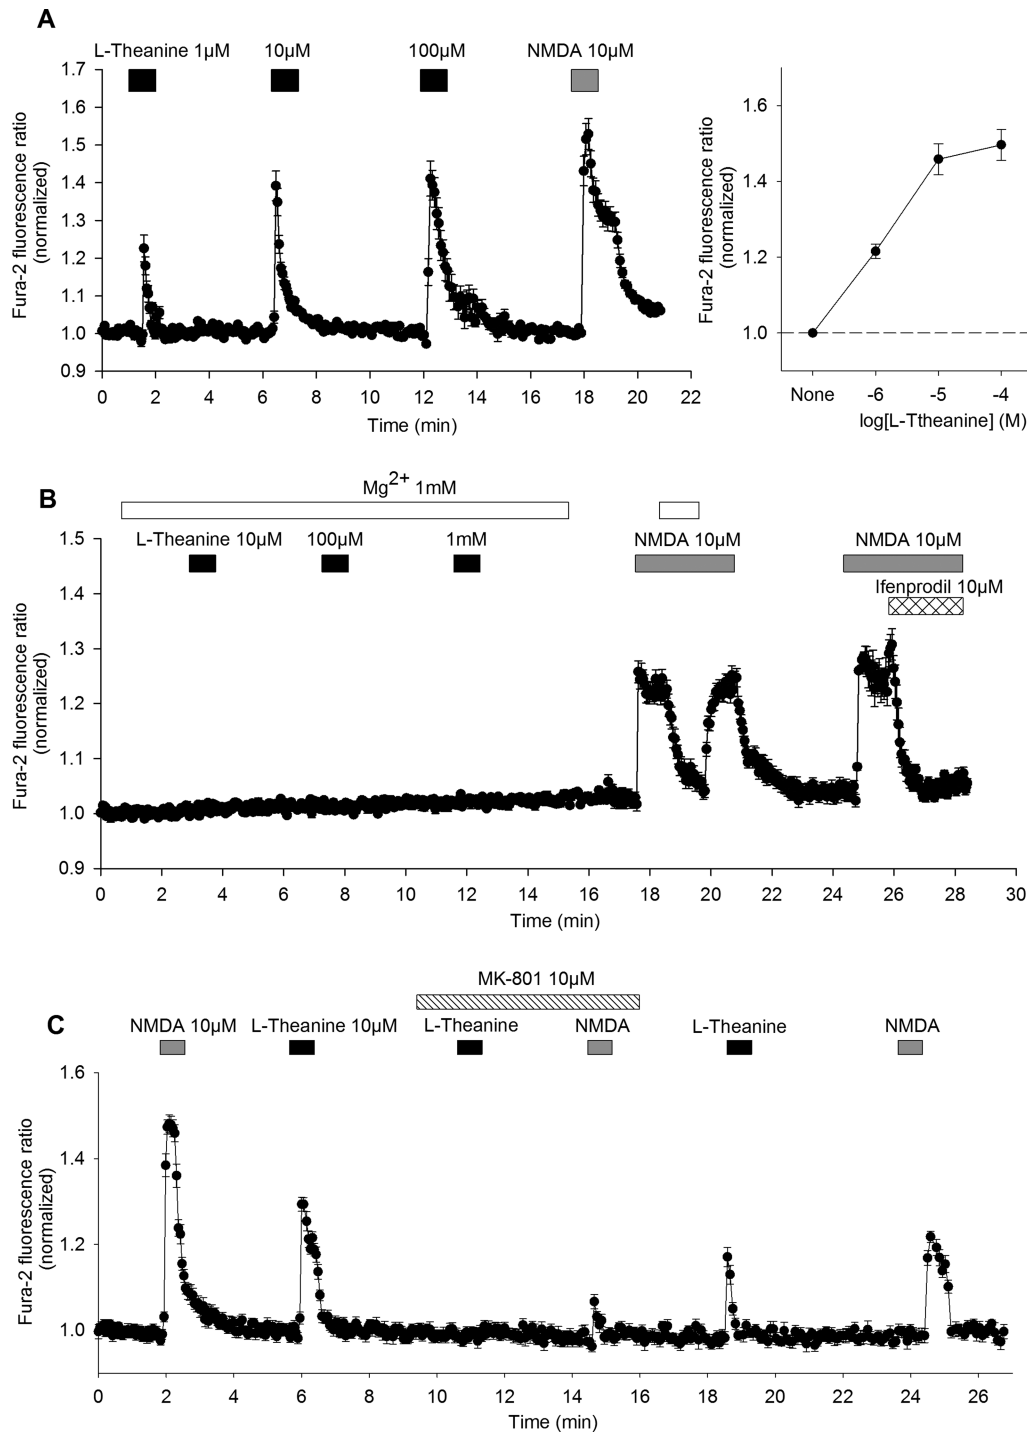 A
L-Theanine 1µM 10µM 100µM NMDA 10µM
1.7
1.6
1.5
1.4
1.3
1.2
1.1
1.0
0.9
Fura-2 fluorescence ratio
(normalized)
0 2 4 6 8 10 12 14 16 18 20 22
Time (min)
1.6
1.4
1.2
1.0
Fura-2 fluorescence ratio
(normalized)
None -6 -5 -4
log[L-Ttheanine] (M)
B
Mg2+ 1mM
L-Theanine 10µM 100µM 1mM NMDA 10µM NMDA 10µM
Ifenprodil 10µM
1.5
1.4
1.3
1.2
1.1
1.0
0.9
Fura-2 fluorescence ratio
(normalized)
0 2 4 6 8 10 12 14 16 18 20 22 24 26 28 30
Time (min)
C
MK-801 10µM
NMDA 10µM L-Theanine 10µM L-Theanine NMDA L-Theanine NMDA
1.6
1.4
1.2
1.0
Fura-2 fluorescence ratio
(normalized)
0 2 4 6 8 10 12 14 16 18 20 22 24 26
Time (min)